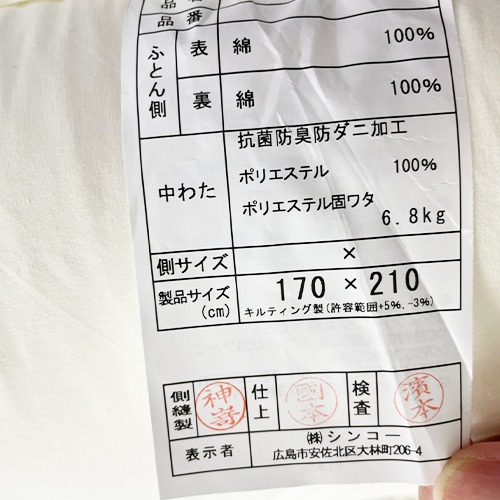 品番
ふとん側 表 綿 100%
裏 綿 100%
中わた 抗菌防臭防ダニ加工
ポリエステル 100%
ポリエステル固ワタ
6.8kg
側サイズ ×
製品サイズ(cm) 170 × 210
キルティング製(許容範囲+5%.-3%)
側縫製 神嵜 仕上 國本 検査 濱本
表示者 ㈱シンコー
広島市安佐北区大林町206-4